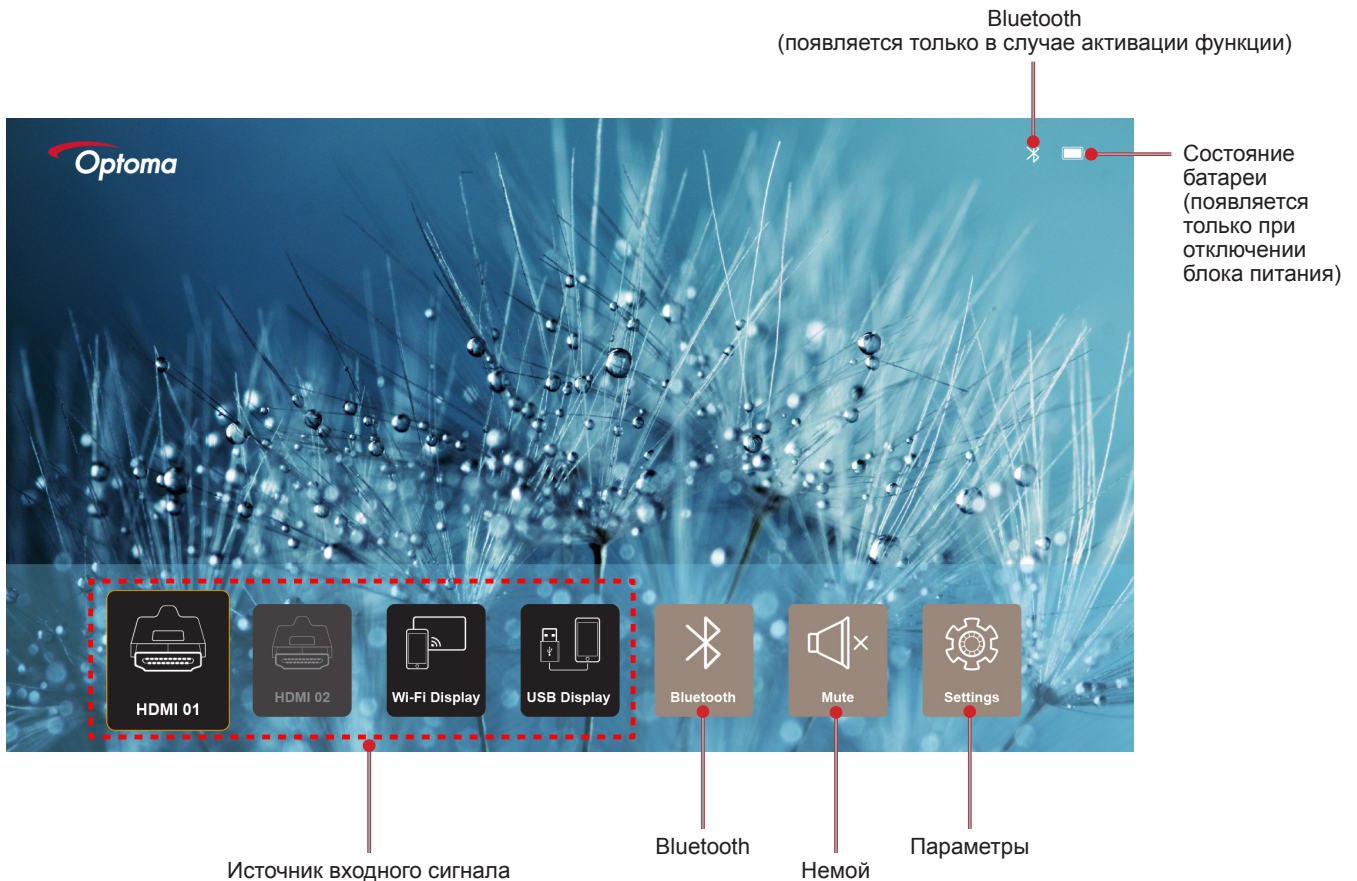 Bluetooth
(появляется только в случае активации функции)
Optoma
Состояние
батареи
(появляется
только при
отключении
блока питания)
HDMI 01
HDMI 02
Wi-Fi Display
USB Display
Bluetooth
Mute
Settings
Источник входного сигнала
Bluetooth
Немой
Параметры